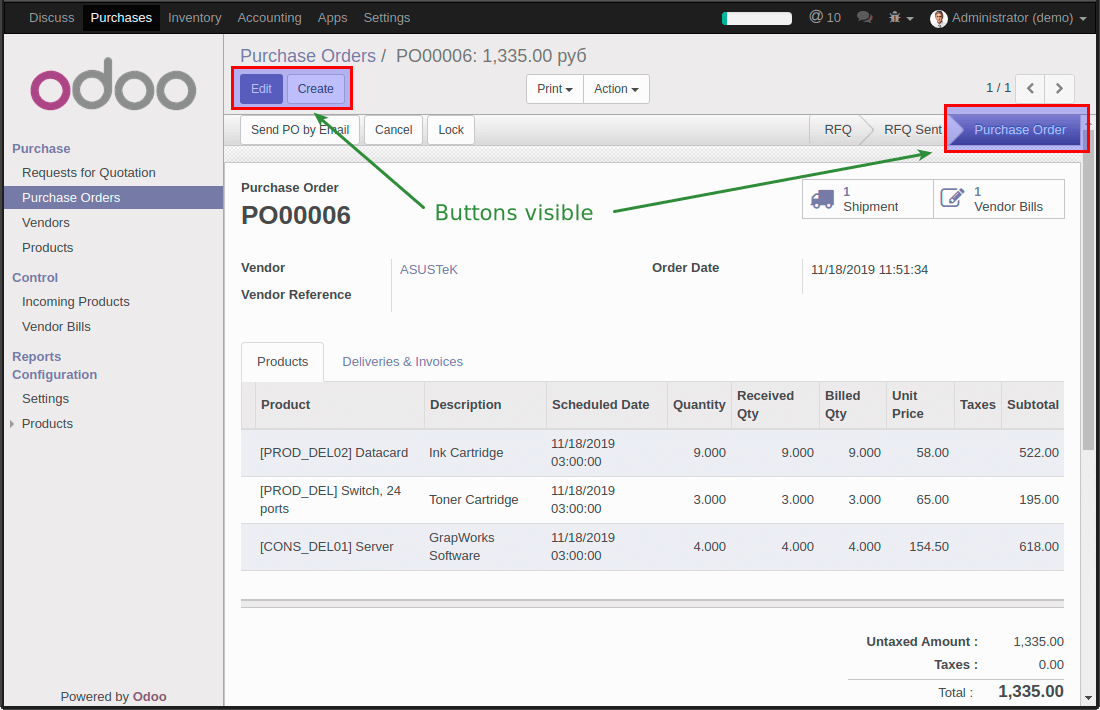 Discuss Purchases Inventory Accounting Apps Settings @ 10 Administrator (demo)
odoo
Purchase
Requests for Quotation
Purchase Orders
Vendors
Products
Control
Incoming Products
Vendor Bills
Reports
Configuration
Settings
Products
Powered by Odoo
Purchase Orders / PO00006: 1,335.00 руб
Edit Create Print Action 1 / 1
Send PO by Email Cancel Lock RFQ RFQ Sent Purchase Order
Buttons visible
Purchase Order
PO00006
1
Shipment
1
Vendor Bills
Vendor ASUSTeK
Order Date 11/18/2019 11:51:34
Vendor Reference
Products Deliveries & Invoices
Product Description Scheduled Date Quantity Received Qty Billed Qty Unit Price Taxes Subtotal
[PROD_DEL02] Datacard Ink Cartridge 11/18/2019 03:00:00 9.000 9.000 9.000 58.00 522.00
[PROD_DEL] Switch, 24 ports Toner Cartridge 11/18/2019 03:00:00 3.000 3.000 3.000 65.00 195.00
[CONS_DEL01] Server GrapWorks Software 11/18/2019 03:00:00 4.000 4.000 4.000 154.50 618.00
Untaxed Amount : 1,335.00
Taxes : 0.00
Total : 1,335.00